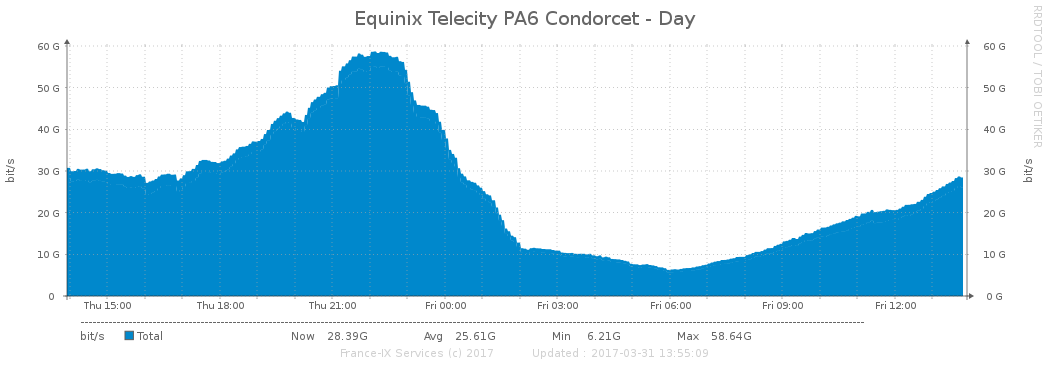 Equinix Telecity PA6 Condorcet - Day
RRDTOOL / TOBI OETIKER
bit/s
60 G
50 G
40 G
30 G
20 G
10 G
0
60 G
50 G
40 G
30 G
20 G
10 G
0 G
bit/s
Thu 15:00 Thu 18:00 Thu 21:00 Fri 00:00 Fri 03:00 Fri 06:00 Fri 09:00 Fri 12:00
bit/s Total Now 28.39G Avg 25.61G Min 6.21G Max 58.64G
France-IX Services (c) 2017 Updated : 2017-03-31 13:55:09